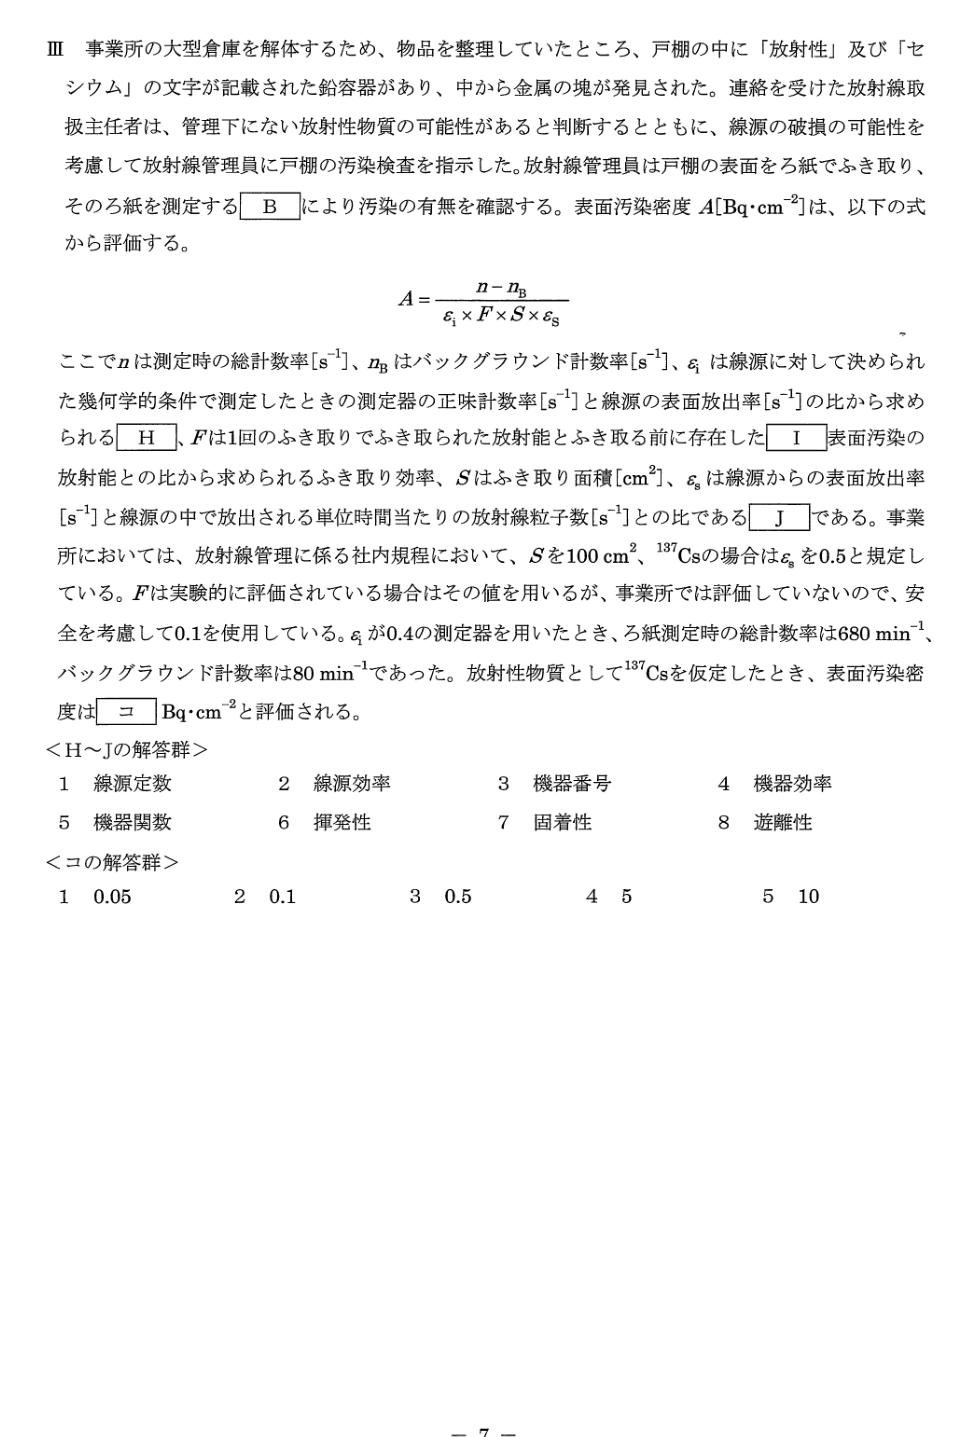 Ⅲ 事業所の大型倉庫を解体するため、物品を整理していたところ、戸棚の中に「放射性」及び「セ
シウム」の文字が記載された鉛容器があり、中から金属の塊が発見された。連絡を受けた放射線取
扱主任者は、管理下にない放射性物質の可能性があると判断するとともに、線源の破損の可能性を
考慮して放射線管理員に戸棚の汚染検査を指示した。放射線管理員は戸棚の表面をろ紙でふき取り、
そのろ紙を測定する B により汚染の有無を確認する。表面汚染密度 A[Bq・cm⁻²]は、以下の式
から評価する。
A = (n − n_B) / (ε_i × F × S × ε_S)
ここでnは測定時の総計数率[s⁻¹]、n_Bはバックグラウンド計数率[s⁻¹]、ε_i は線源に対して決められ
た幾何学的条件で測定したときの測定器の正味計数率[s⁻¹]と線源の表面放出率[s⁻¹]の比から求め
られる H 、Fは1回のふき取りでふき取られた放射能とふき取る前に存在した I 表面汚染の
放射能との比から求められるふき取り効率、Sはふき取り面積[cm²]、ε_sは線源からの表面放出率
[s⁻¹]と線源の中で放出される単位時間当たりの放射線粒子数[s⁻¹]との比である J である。事業
所においては、放射線管理に係る社内規程において、Sを100 cm²、¹³⁷Csの場合はε_sを0.5と規定し
ている。Fは実験的に評価されている場合はその値を用いるが、事業所では評価していないので、安
全を考慮して0.1を使用している。ε_iが0.4の測定器を用いたとき、ろ紙測定時の総計数率は680 min⁻¹、
バックグラウンド計数率は80 min⁻¹であった。放射性物質として¹³⁷Csを仮定したとき、表面汚染密
度は コ Bq・cm⁻²と評価される。
＜H～Jの解答群＞
1 線源定数 2 線源効率 3 機器番号 4 機器効率
5 機器関数 6 揮発性 7 固着性 8 遊離性
＜コの解答群＞
1 0.05 2 0.1 3 0.5 4 5 5 10
― 7 ―